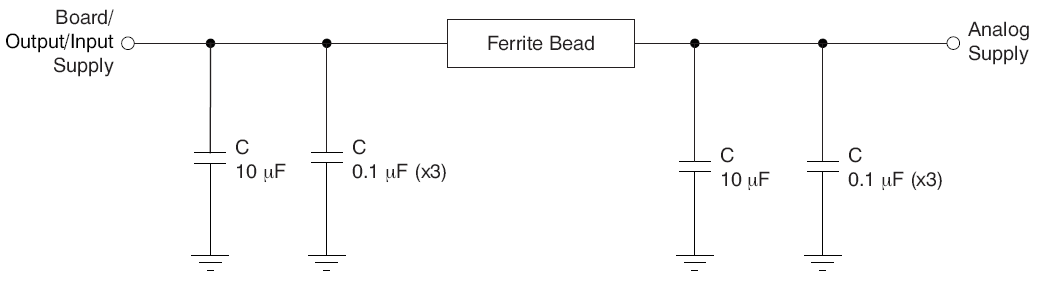 Board/
Output/Input
Supply
Ferrite Bead
Analog
Supply
C
10 μF
C
0.1 μF (x3)
C
10 μF
C
0.1 μF (x3)